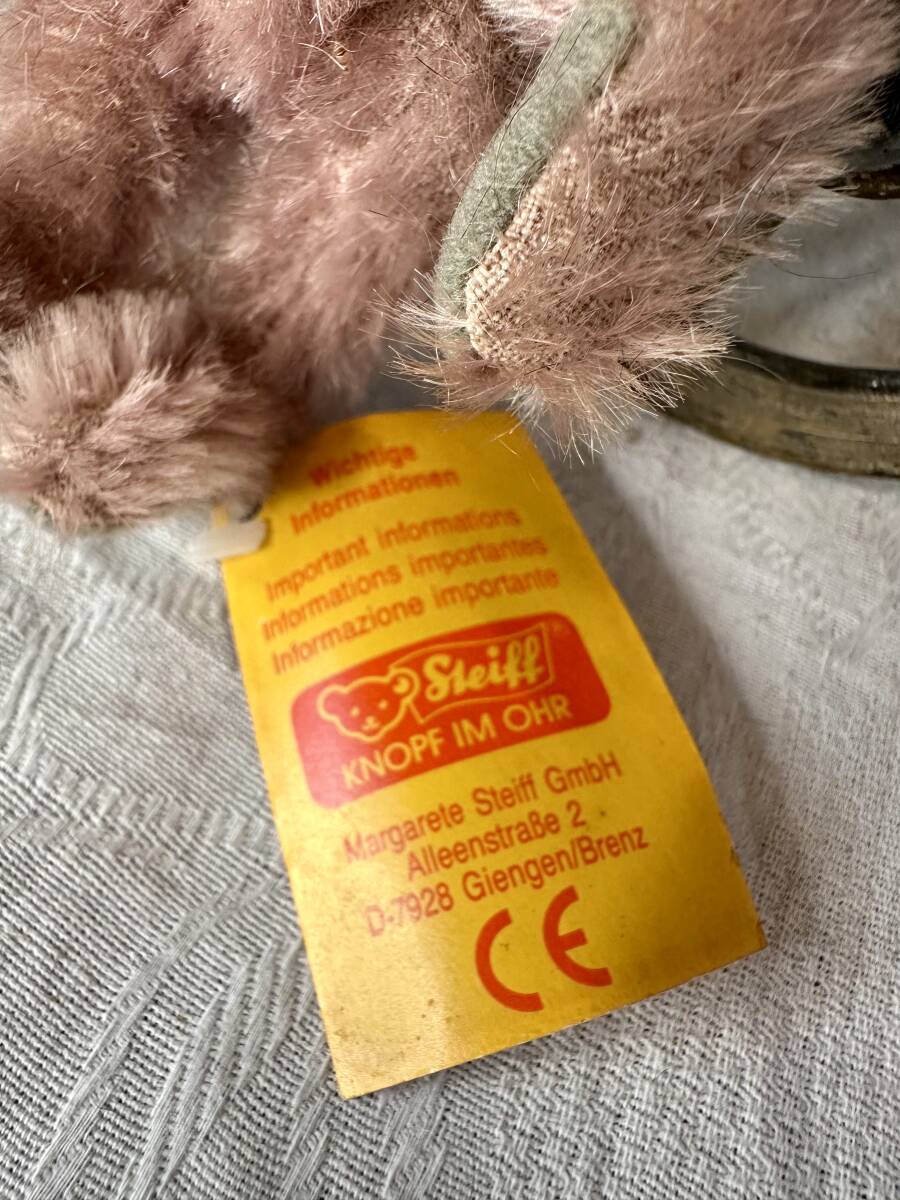 Wichtige
Informationen
Important informations
Informations importantes
Informazione importante
Steiff®
KNOPF IM OHR
Margarete Steiff GmbH
Alleenstraße 2
D-7928 Giengen/Brenz
CE